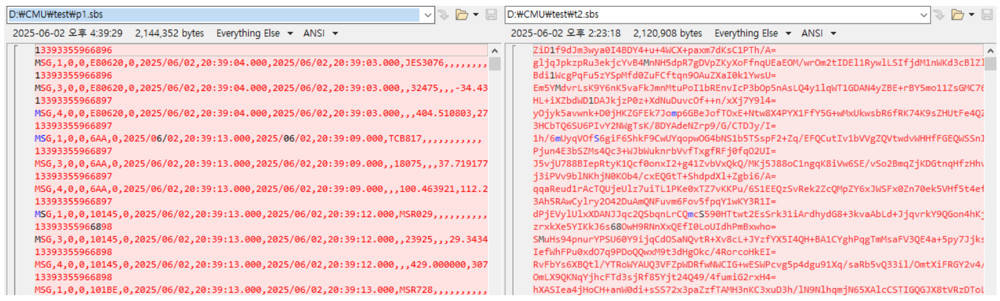 D:₩CMU₩test₩p1.sbs
2025-06-02 오후 4:39:29 2,144,352 bytes Everything Else ANSI
13393355966896
MSG,1,0,0,E80620,0,2025/06/02,20:39:04.000,2025/06/02,20:39:03.000,JES3076,,,,,,,,
13393355966896
MSG,3,0,0,E80620,0,2025/06/02,20:39:04.000,2025/06/02,20:39:03.000,,32475,,,-34.43
13393355966897
MSG,4,0,0,E80620,0,2025/06/02,20:39:04.000,2025/06/02,20:39:03.000,,,404.510803,27
13393355966897
MSG,1,0,0,6AA,0,2025/06/02,20:39:13.000,2025/06/02,20:39:09.000,TCB817,,,,,,,,,,,
13393355966897
MSG,3,0,0,6AA,0,2025/06/02,20:39:13.000,2025/06/02,20:39:09.000,,18075,,,37.719177
13393355966897
MSG,4,0,0,6AA,0,2025/06/02,20:39:13.000,2025/06/02,20:39:09.000,,,100.463921,112.2
13393355966897
MSG,1,0,0,10145,0,2025/06/02,20:39:13.000,2025/06/02,20:39:12.000,MSR029,,,,,,,,,,
13393355966898
MSG,3,0,0,10145,0,2025/06/02,20:39:13.000,2025/06/02,20:39:12.000,,23925,,,29.3434
13393355966898
MSG,4,0,0,10145,0,2025/06/02,20:39:13.000,2025/06/02,20:39:12.000,,,429.000000,307
13393355966898
MSG,1,0,0,101BE,0,2025/06/02,20:39:13.000,2025/06/02,20:39:13.000,MSR728,,,,,,,,,,
D:₩CMU₩test₩t2.sbs
2025-06-02 오후 2:23:18 2,120,908 bytes Everything Else ANSI
ZiD1f9dJm3wya0I4BDY4+u+4WCX+paxm7dKsC1PTh/A=
gljqJpkzpRu3ekjcYvB4MnNH5dpR7gDVpZKyXoFfnqUEaEOM/wrOm2tIDEl1RywlLSIfjdM1nWKd3cBlZl
Bdi1WcgPqFu5zYSpMfd0ZuFCftqn9OAuZXaI0k1YwsU=
Em5YMdvrLsK9Y6nK5vaFkJmnMtuPoI1bREnvIcP3bOp5nAsLQ4y1lqWT1GDAN4yZBE+rBY5mo11ZsGMC76
HL+iXZbdWD1DAJkjzP0z+XdNuDuvcOf++n/xXj7Y9l4=
yOjyk5avwnk+D0jHKZGFEk7Jomp6GBeJofTOxE+Ntw8X4PYX1FfY5G+wMxUkwsbR6fRK74K9sZHUtFe4QZ
3HCbTQ6SU6PIvY2NWgTsK/8DYAdeNZrp9/G/CTDJy/I=
1h/6mUyqVOfS6giF6ShkF9CwUYqopwOG4bNS1b5TSspF2+Zq/EFQCutIv1bVVgZQVtwdvWHHfFGEQWSSnI
Pjun4E3bSZMs4Qc3+WJbWuknrbVvfTxgfRFj0fqO2UI=
J5vjU788BIepRtyK1Qcf0onxI2+g41ZvbVxQkQ/MKj5J88oC1ngqK8iVw6SE/vSo2BmqZjKDGtnqHfzHhv
j3iPVv9blNKhjN0KOb4/cxEQGtT+ShdpdXl+Zgbi6/A=
qqaReud1rAcTQUjeUlz7uiTL1PKe0xTZ7vKKPu/6S1EEQzSvRek2ZcQMpZY6xJWSFx0Zn70ek5VHf5t4ef
3Ah5RAwCylry2O42DuAmQNFuvm6Fov5fpqY1wKY3R1I=
dPjEVylUlxXDANJJqc2QSbqnLrCQmcS590HTtwt2EsSrk31iArdhydG8+3kvaAbLd+JjqvrkY9QGon4hKj
zrxkXe5YIKkJ6s68OwH9RNnXxQEfI0LoUIdhPmBxwho=
SMuHs94pnurYPSU60Y9ijqCdOSaNQvtR+Xv8cL+JYzfYX5I4QH+BA1CYghPqgTmMsaFV3QE4a+5py7Jjks
IefWhFPu0xdO7q9PDoQQwxM9t3dHgOkc/4RorcoHkEI=
RvFbYs6XBQtl/YTRoWYAUQ3VFZpWDRfwNWCIG+wESWPcvg5p4dgu91Xq/saRb5vQ33il/OmtXiFRGY2v4/
OmLX9QKNqYjhcFTd3sjRf85Yjt24Q49/4fumiG2rxH4=
hXASIea4jHoCH+anW0di+sSS72x3paZzfTAMH3nKC3xuD3h/lN9NlhqmjN65XAlcCSTIGQGJX8tVRzDToL